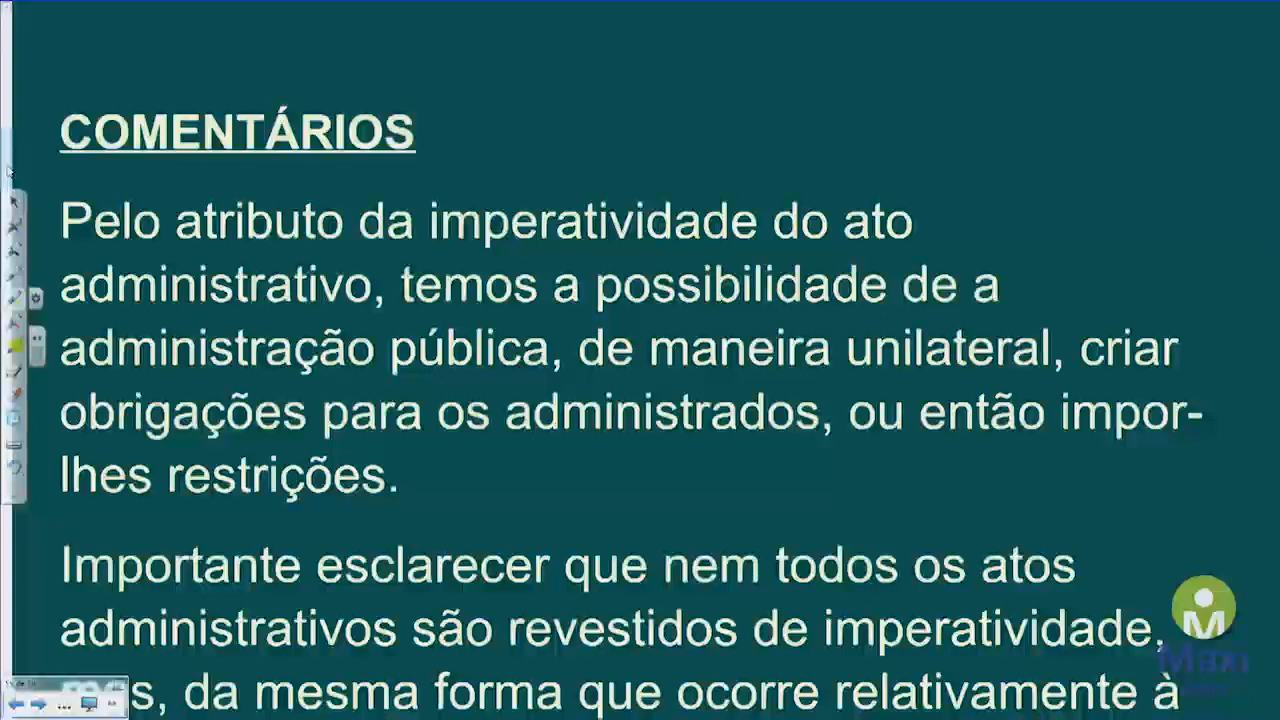 COMENTÁRIOS
Pelo atributo da imperatividade do ato
administrativo, temos a possibilidade de a
administração pública, de maneira unilateral, criar
obrigações para os administrados, ou então impor-
lhes restrições.
Importante esclarecer que nem todos os atos
administrativos são revestidos de imperatividade,
da mesma forma que ocorre relativamente à
M
Maxi